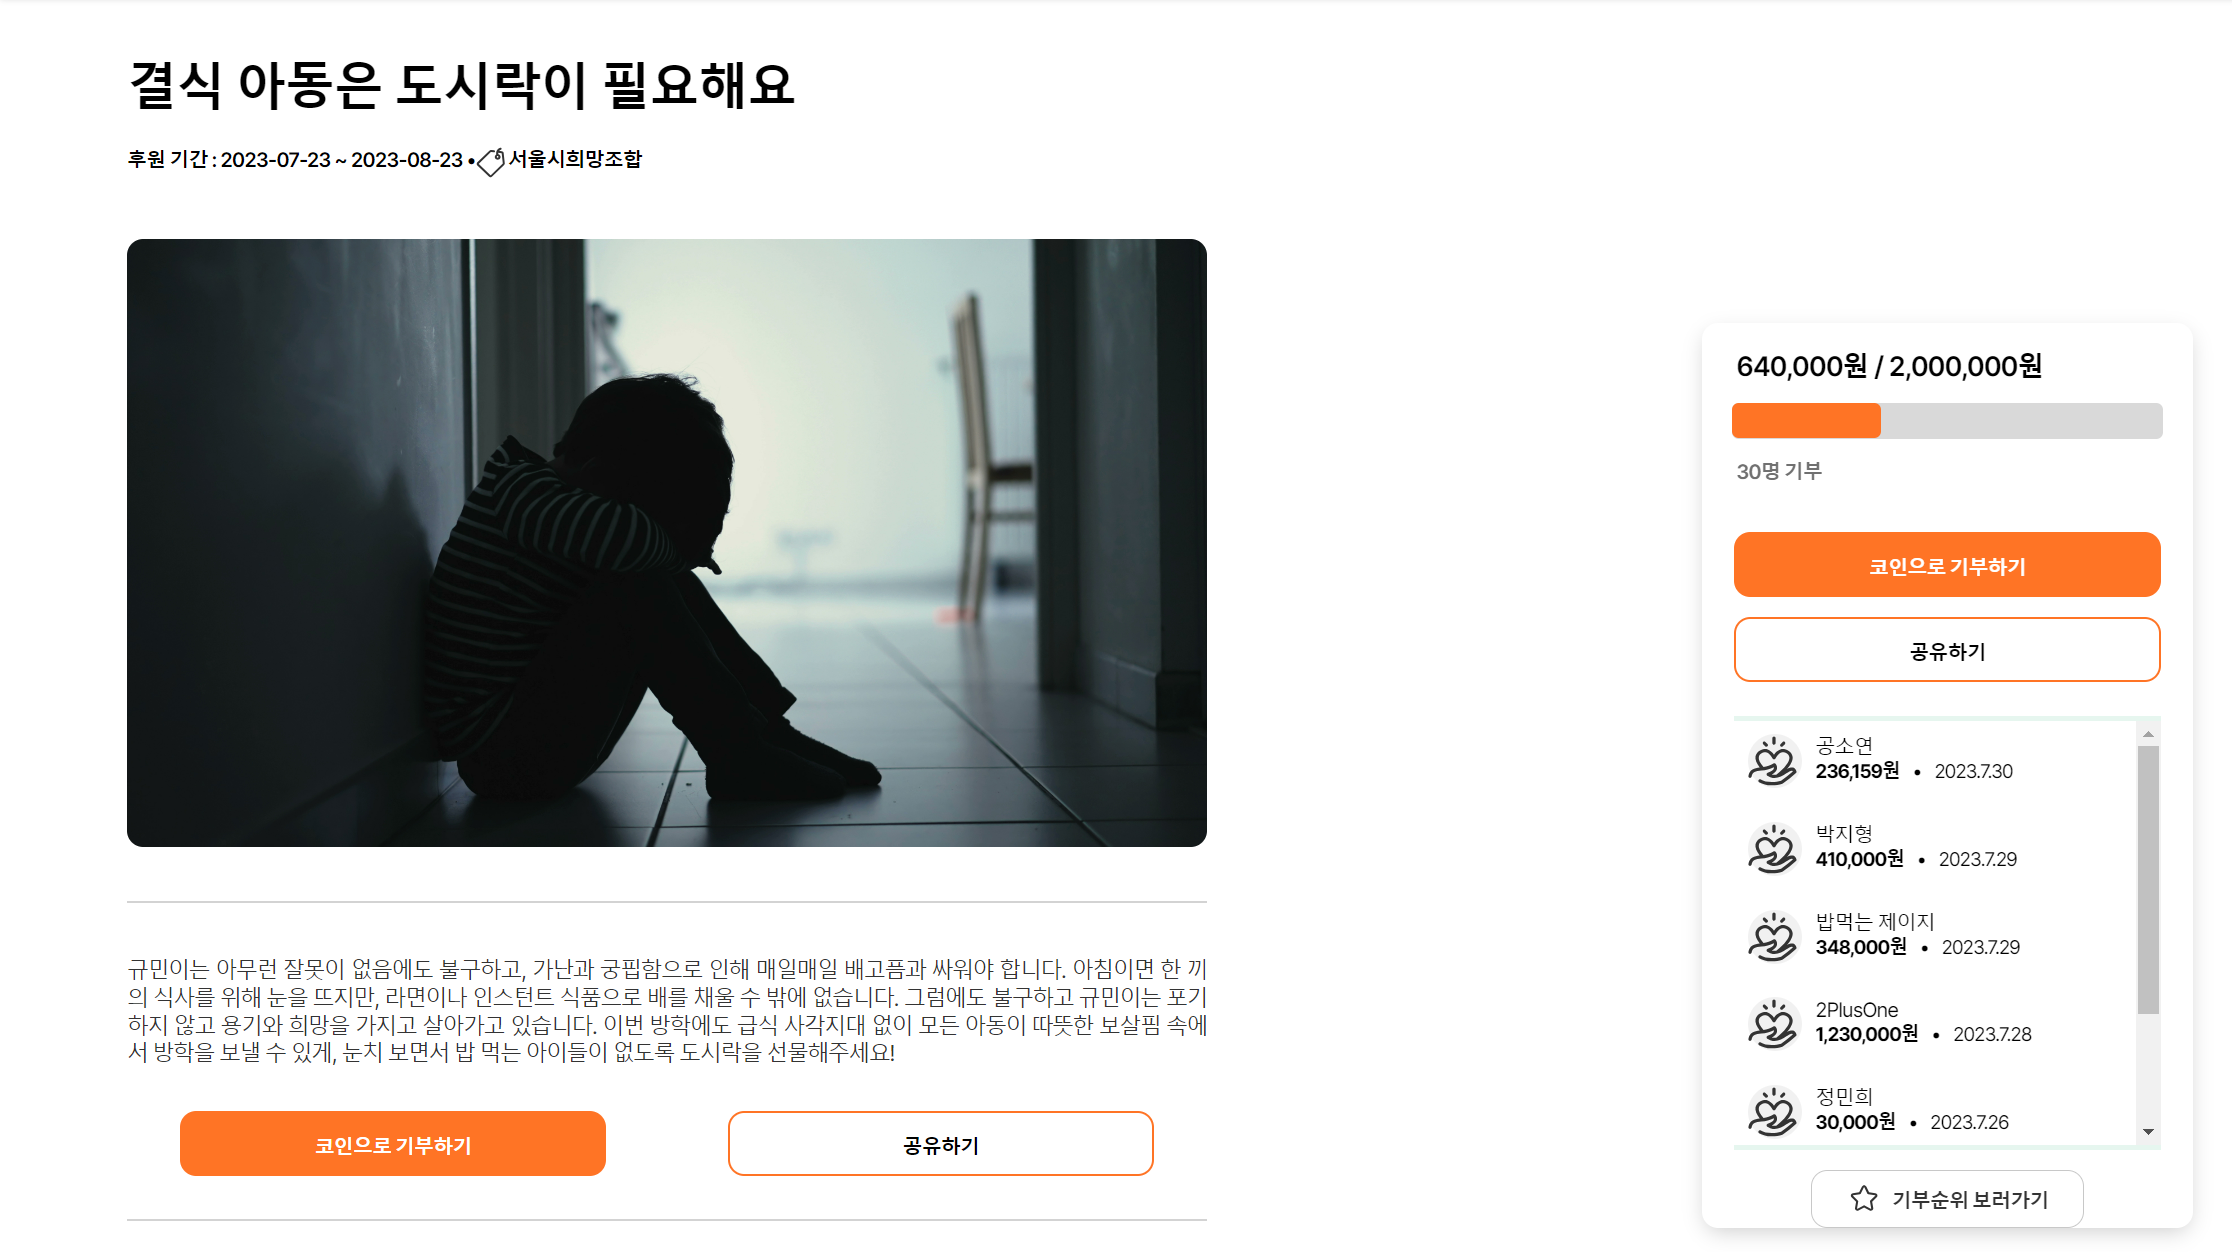 결식 아동은 도시락이 필요해요
후원 기간 : 2023-07-23 ~ 2023-08-23 • 서울시희망조합
규민이는 아무런 잘못이 없음에도 불구하고, 가난과 궁핍함으로 인해 매일매일 배고픔과 싸워야 합니다. 아침이면 한 끼
의 식사를 위해 눈을 뜨지만, 라면이나 인스턴트 식품으로 배를 채울 수 밖에 없습니다. 그럼에도 불구하고 규민이는 포기
하지 않고 용기와 희망을 가지고 살아가고 있습니다. 이번 방학에도 급식 사각지대 없이 모든 아동이 따뜻한 보살핌 속에
서 방학을 보낼 수 있게, 눈치 보면서 밥 먹는 아이들이 없도록 도시락을 선물해주세요!
코인으로 기부하기
공유하기
640,000원 / 2,000,000원
30명 기부
코인으로 기부하기
공유하기
공소연
236,159원 • 2023.7.30
박지형
410,000원 • 2023.7.29
밥먹는 제이지
348,000원 • 2023.7.29
2PlusOne
1,230,000원 • 2023.7.28
정민희
30,000원 • 2023.7.26
기부순위 보러가기